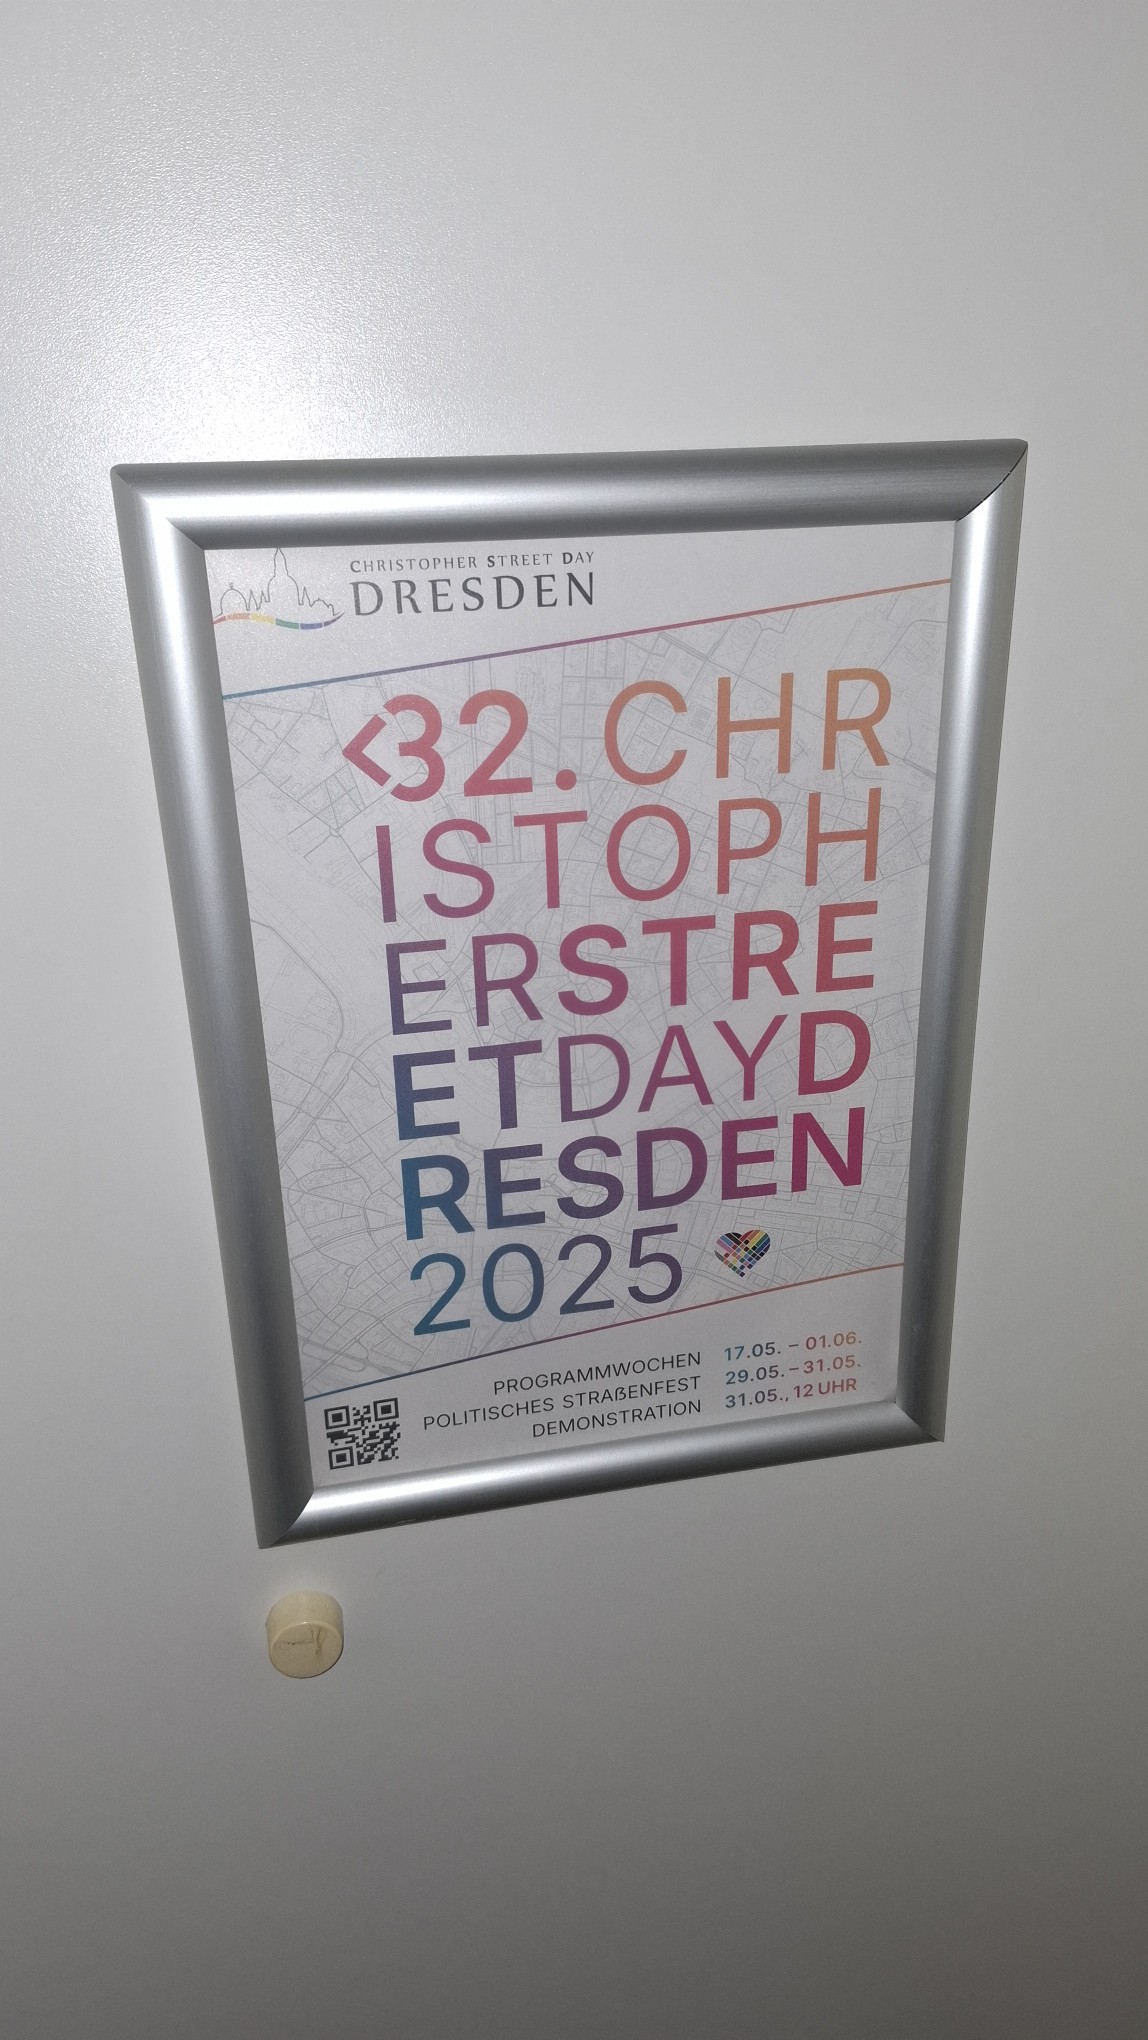 CHRISTOPHER STREET DAY
DRESDEN
<32. CHR
ISTOPH
ERSTRE
ETDAYD
RESDEN
2025
PROGRAMMWOCHEN 17.05. – 01.06.
POLITISCHES STRAßENFEST 29.05. – 31.05.
DEMONSTRATION 31.05., 12 UHR